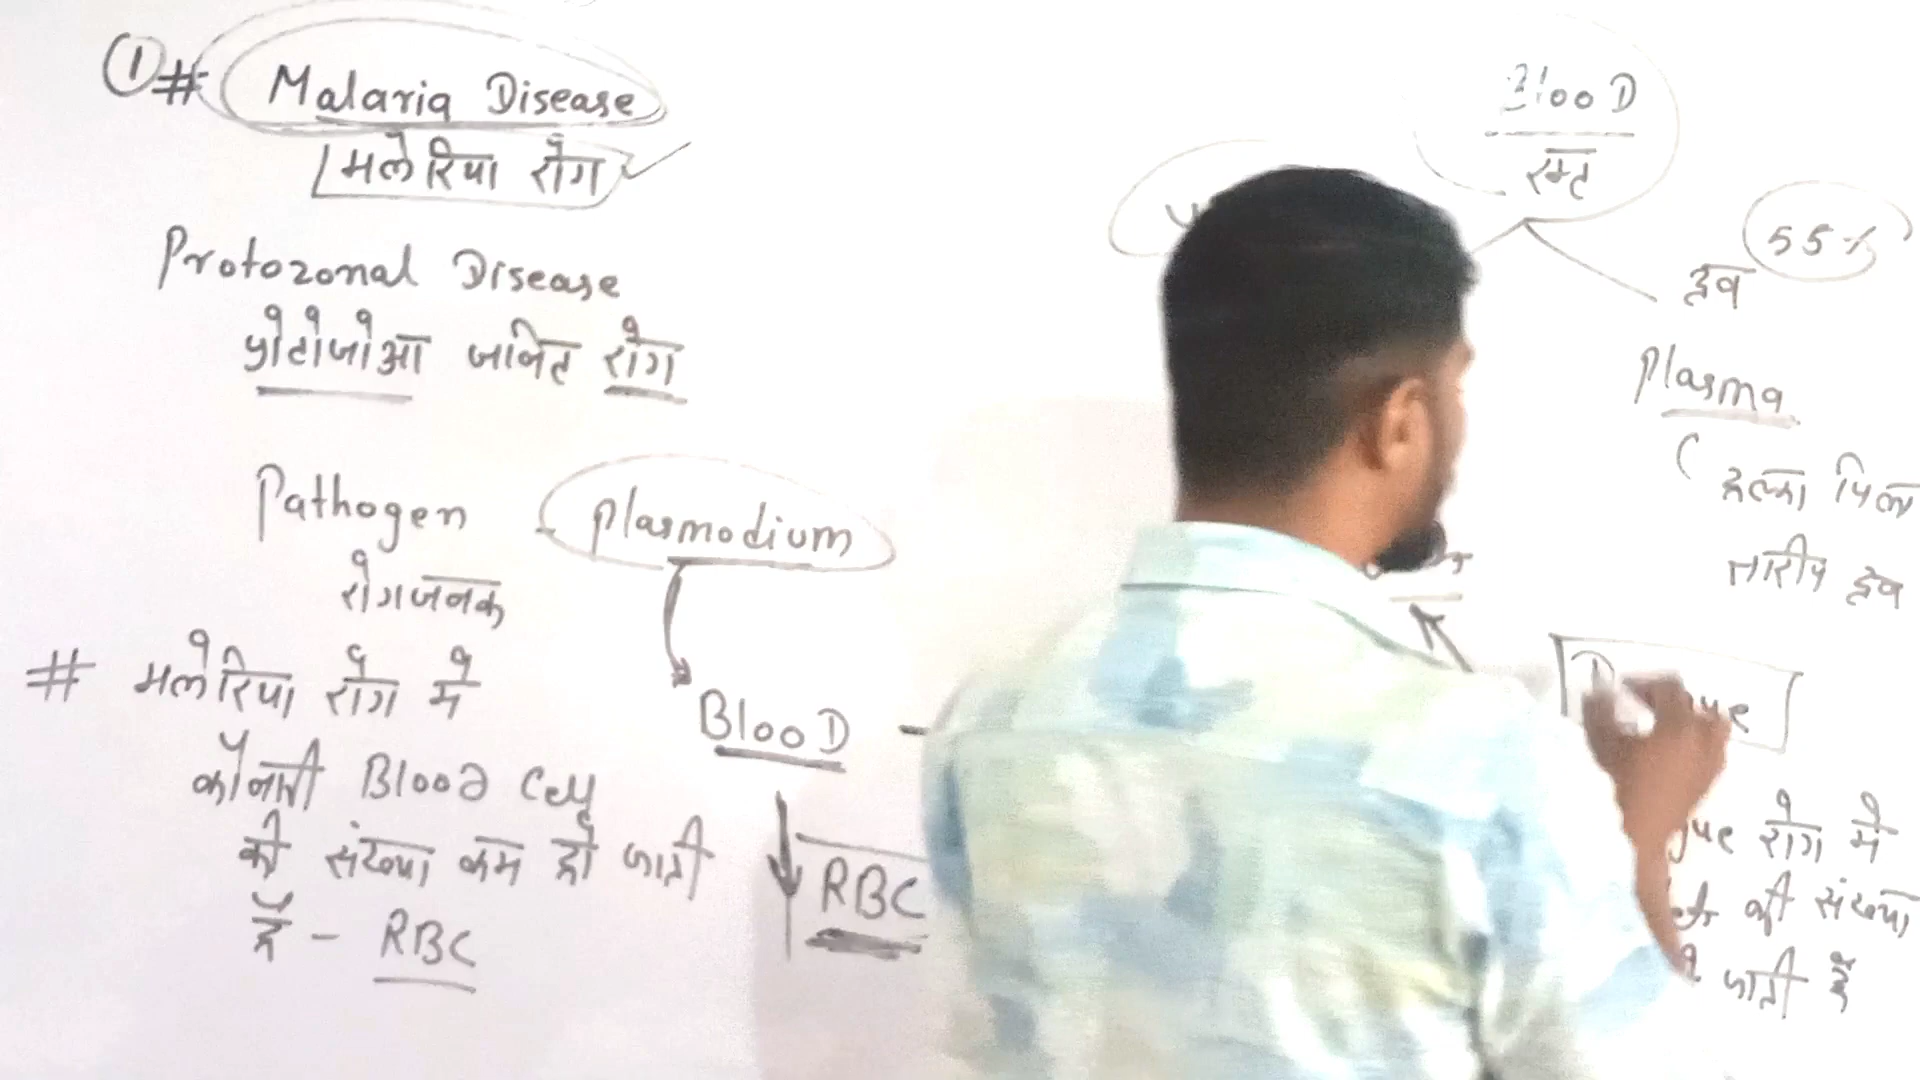 ① # Malaria Disease
मलेरिया रोग
Protozonal Disease
प्रोटोजोआ जनित रोग
Pathogen - Plasmodium
रोगजनक
# मलेरिया रोग में
कौनसी Blood Cell
की संख्या कम हो जाती
हैं - RBC
BlooD -
RBC
BlooD
रक्त
55%
द्रव
Plasma
( हल्का
द्रव
रोग में
की संख्या
जाती हैं